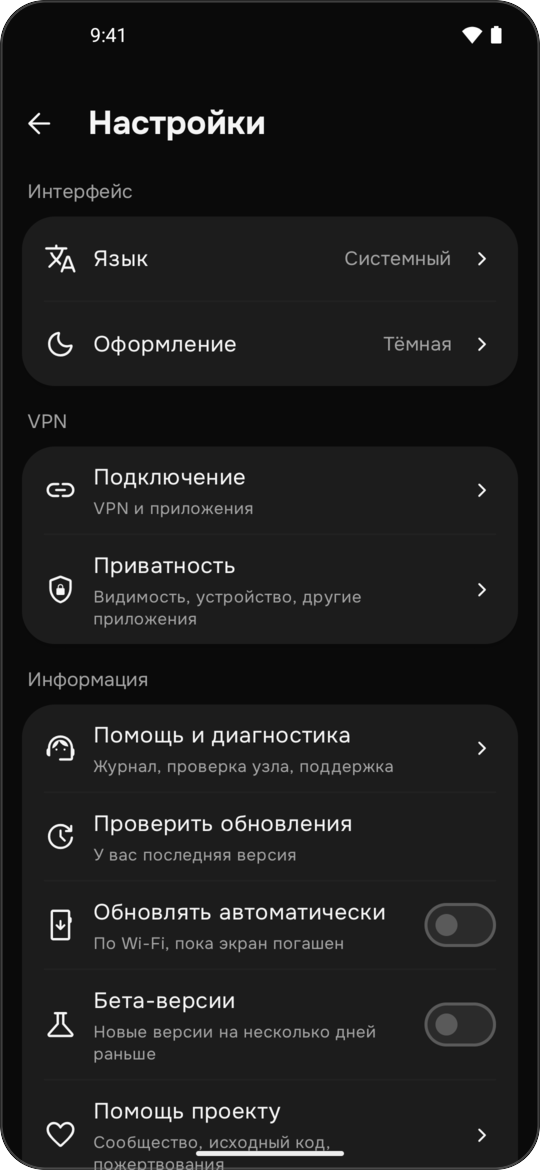 9:41
Настройки
Интерфейс
Язык
Системный
Оформление
Тёмная
VPN
Подключение
VPN и приложения
Приватность
Видимость, устройство, другие
приложения
Информация
Помощь и диагностика
Журнал, проверка узла, поддержка
Проверить обновления
У вас последняя версия
Обновлять автоматически
По Wi-Fi, пока экран погашен
Бета-версии
Новые версии на несколько дней
раньше
Помощь проекту
Сообщество, исходный код,
пожертвования